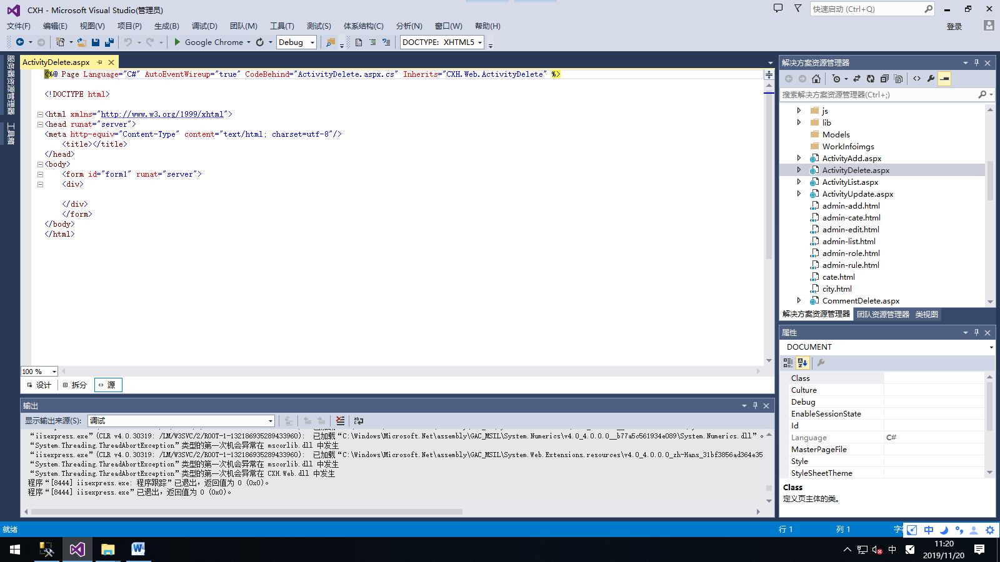 CXH - Microsoft Visual Studio(管理员)
快速启动 (Ctrl+Q)
文件(F) 编辑(E) 视图(V) 项目(P) 生成(B) 调试(D) 团队(M) 工具(T) 测试(S) 体系结构(C) 分析(N) 窗口(W) 帮助(H)
登录
Google Chrome Debug DOCTYPE: XHTML5
服务器资源管理器
工具箱
ActivityDelete.aspx
<%@ Page Language="C#" AutoEventWireup="true" CodeBehind="ActivityDelete.aspx.cs" Inherits="CXH.Web.ActivityDelete" %>
<!DOCTYPE html>
<html xmlns="http://www.w3.org/1999/xhtml">
<head runat="server">
<meta http-equiv="Content-Type" content="text/html; charset=utf-8"/>
<title></title>
</head>
<body>
<form id="form1" runat="server">
<div>
</div>
</form>
</body>
</html>
100 %
设计 拆分 源
输出
显示输出来源(S): 调试
“iisexpress.exe”(CLR v4.0.30319: /LM/W3SVC/2/ROOT-1-132186935289433960): 已加载“C:\Windows\Microsoft.Net\assembly\GAC_MSIL\System.Numerics\v4.0_4.0.0.0__b77a5c561934e089\System.Numerics.dll”。
“System.Threading.ThreadAbortException”类型的第一次机会异常在 mscorlib.dll 中发生
“iisexpress.exe”(CLR v4.0.30319: /LM/W3SVC/2/ROOT-1-132186935289433960): 已加载“C:\Windows\Microsoft.Net\assembly\GAC_MSIL\System.Web.Extensions.resources\v4.0_4.0.0.0_zh-Hans_31bf3856ad364e35
“System.Threading.ThreadAbortException”类型的第一次机会异常在 mscorlib.dll 中发生
“System.Threading.ThreadAbortException”类型的第一次机会异常在 CXH.Web.dll 中发生
程序“[8444] iisexpress.exe: 程序跟踪”已退出，返回值为 0 (0x0)。
程序“[8444] iisexpress.exe”已退出，返回值为 0 (0x0)。
解决方案资源管理器
搜索解决方案资源管理器(Ctrl+;)
js
lib
Models
WorkInfoimgs
ActivityAdd.aspx
ActivityDelete.aspx
ActivityList.aspx
ActivityUpdate.aspx
admin-add.html
admin-cate.html
admin-edit.html
admin-list.html
admin-role.html
admin-rule.html
cate.html
city.html
CommentDelete.aspx
解决方案资源管理器 团队资源管理器 类视图
属性
DOCUMENT
Class
Culture
Debug
EnableSessionState
Id
Language C#
MasterPageFile
Style
StyleSheetTheme
Class
定义页主体的类。
就绪
行 1 列 1 字
中
中
11:20
2019/11/20